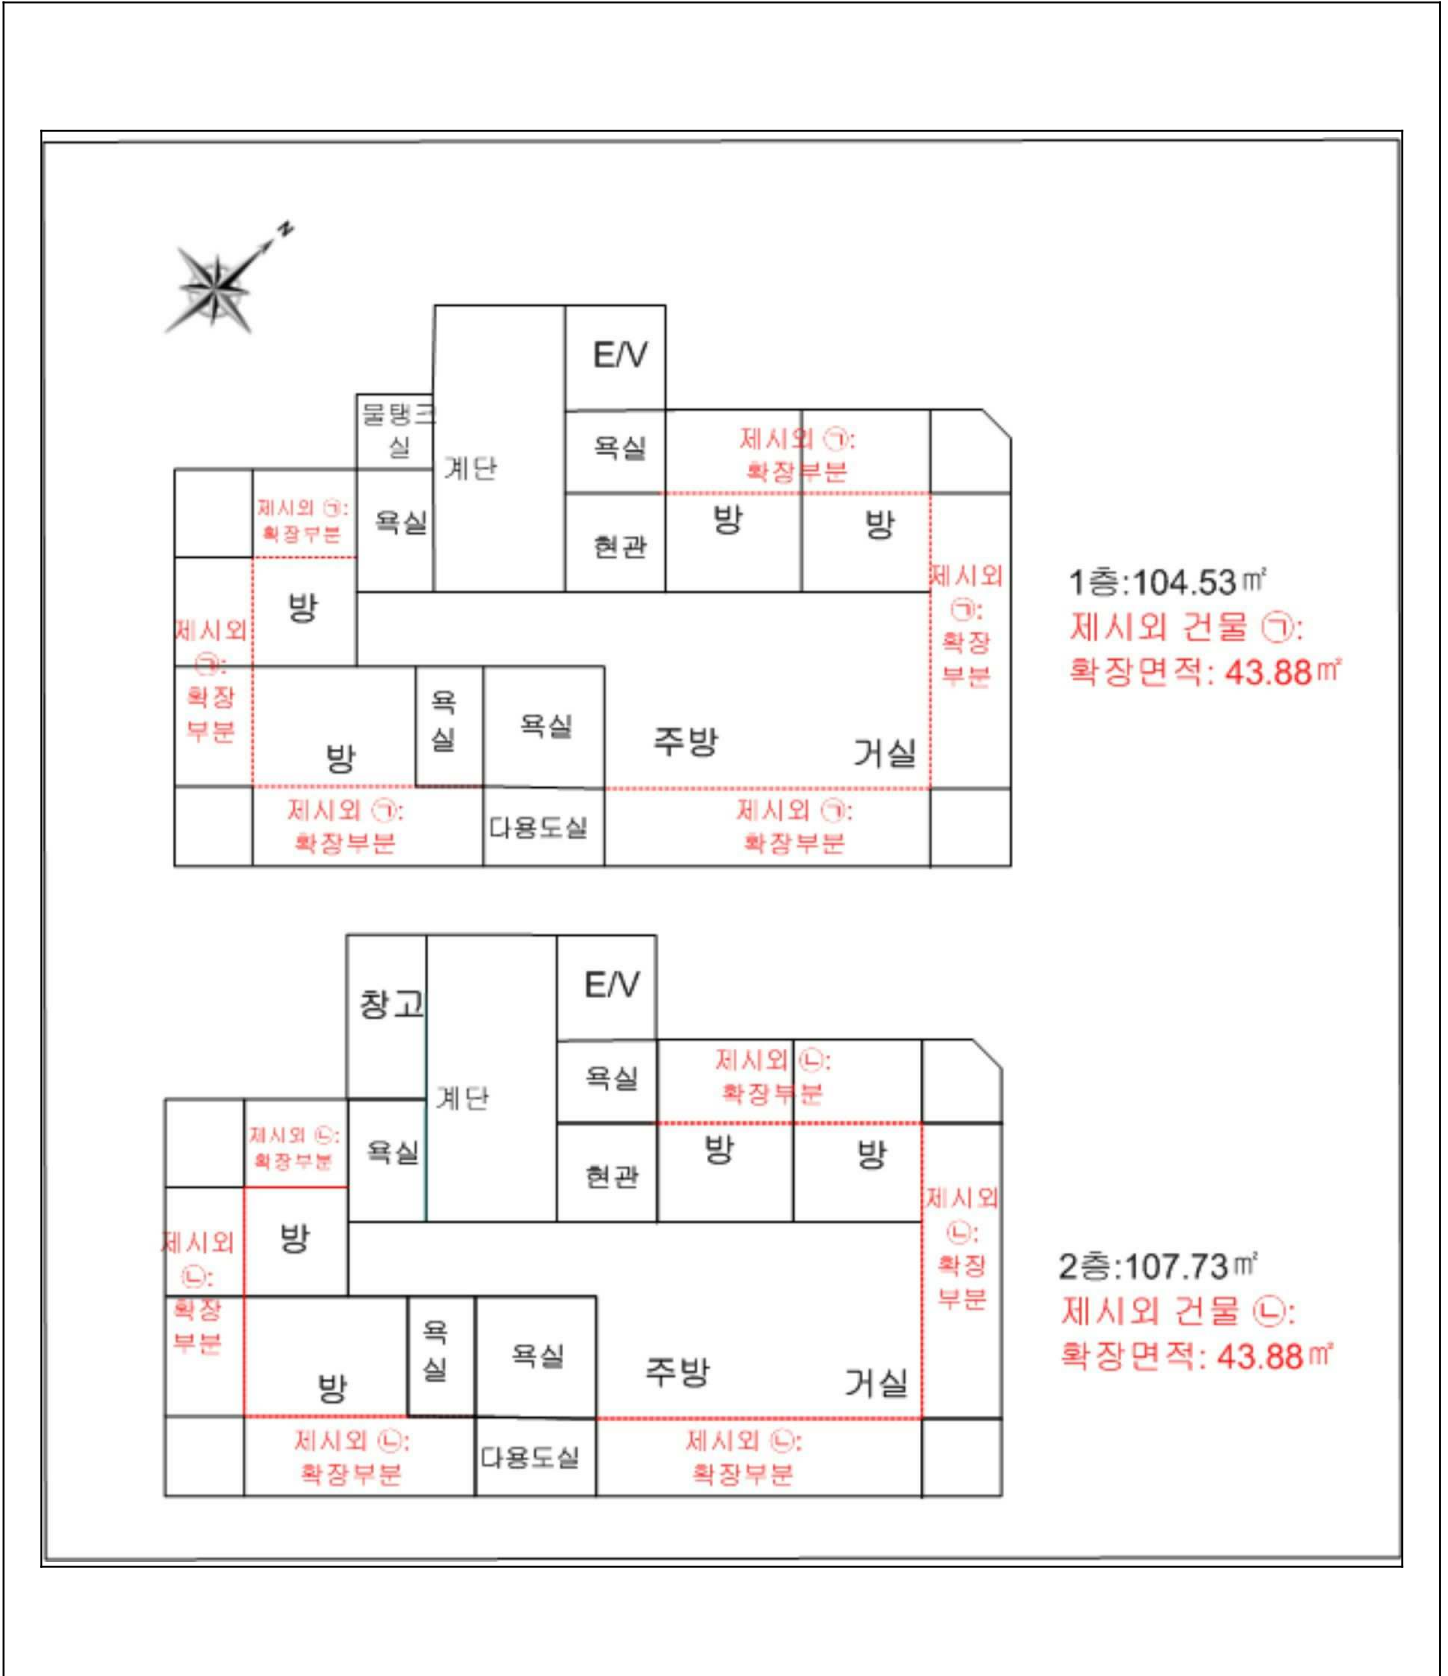 N
E/V
물탱크
실
욕실
제시외 ㉠:
확장부분
계단
제시외 ㉠:
확장부분
욕실
현관
방
방
방
제시외
㉠:
확장
부분
제시외
㉠:
확장
부분
1층:104.53㎡
제시외 건물 ㉠:
확장면적: 43.88㎡
욕
실
욕실
주방
거실
방
제시외 ㉠:
확장부분
다용도실
제시외 ㉠:
확장부분
창고
E/V
계단
욕실
제시외 ㉡:
확장부분
제시외 ㉡:
확장부분
욕실
현관
방
방
방
제시외
㉡:
확장
부분
제시외
㉡:
확장
부분
2층:107.73㎡
제시외 건물 ㉡:
확장면적: 43.88㎡
욕
실
욕실
주방
거실
방
제시외 ㉡:
확장부분
다용도실
제시외 ㉡:
확장부분